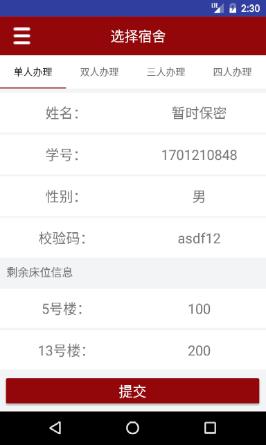 2:30
选择宿舍
单人办理 双人办理 三人办理 四人办理
姓名： 暂时保密
学号： 1701210848
性别： 男
校验码： asdf12
剩余床位信息
5号楼： 100
13号楼： 200
提交